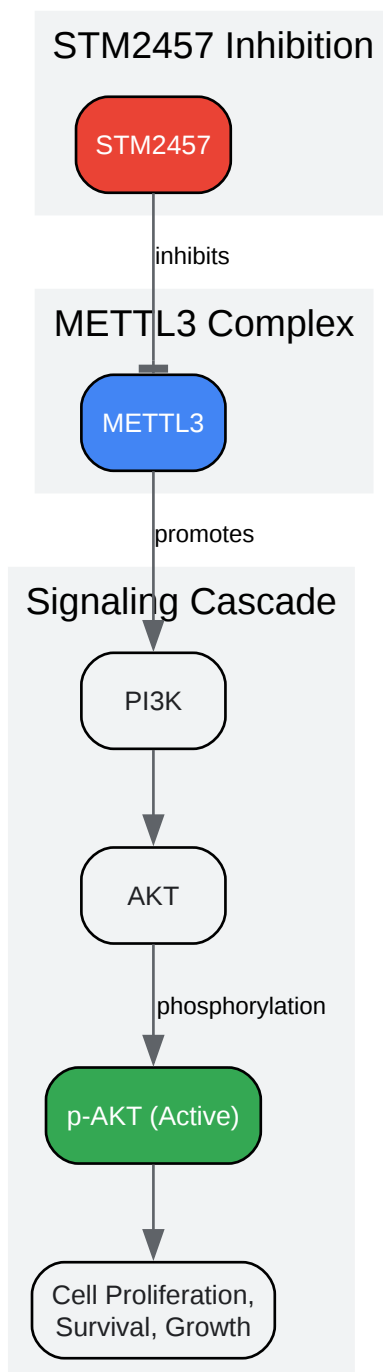 STM2457 Inhibition
STM2457
inhibits
METTL3 Complex
METTL3
promotes
Signaling Cascade
PI3K
AKT
phosphorylation
p-AKT (Active)
Cell Proliferation,
Survival, Growth